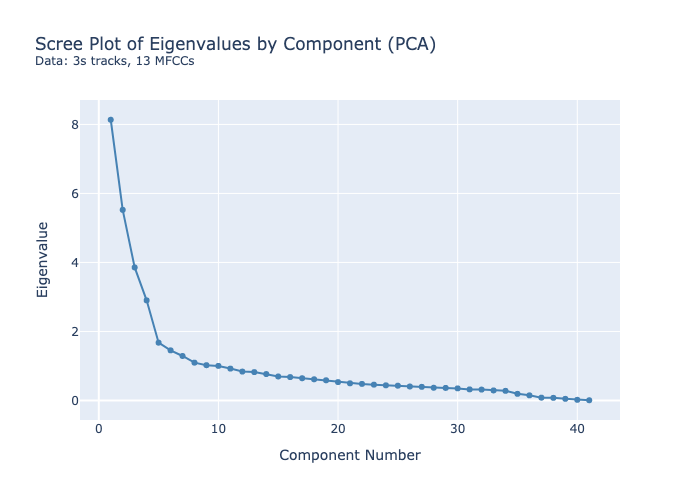 Scree Plot of Eigenvalues by Component (PCA)
Data: 3s tracks, 13 MFCCs
8
6
4
2
0
Eigenvalue
0 10 20 30 40
Component Number